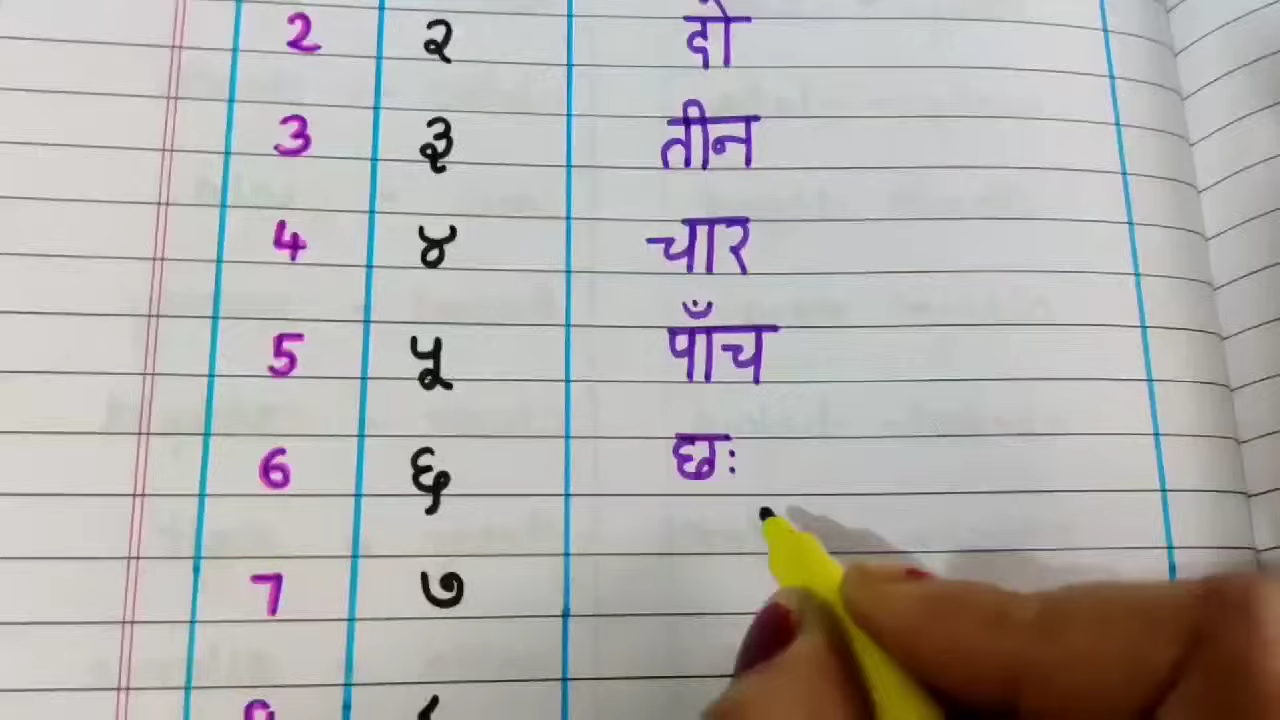 2 २ दो
3 ३ तीन
4 ४ चार
5 ५ पाँच
6 ६ छः
7 ७